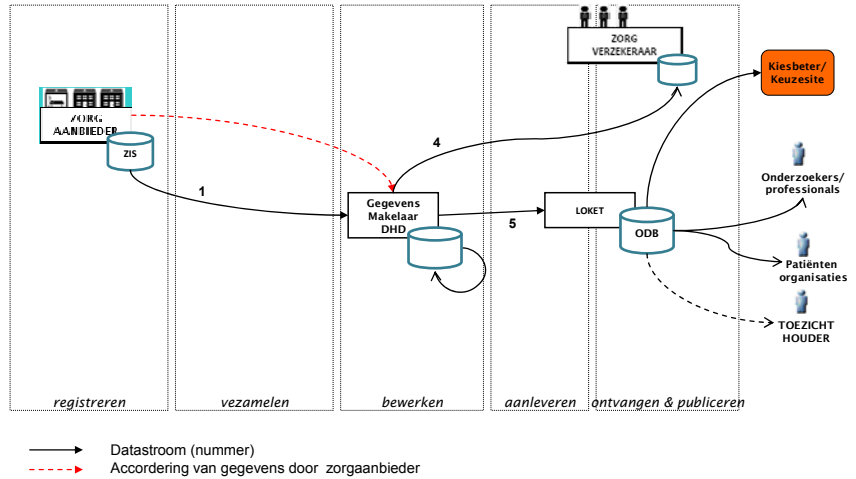 ZORG
VERZEKERAAR
Kiesbeter/
Keuzesite
ZORG
AANBIEDER
ZIS
4
1
Gegevens
Makelaar
DHD
5
LOKET
ODB
Onderzoekers/
professionals
Patiënten
organisaties
TOEZICHT
HOUDER
registreren
vezamelen
bewerken
aanleveren
ontvangen & publiceren
Datastroom (nummer)
Accordering van gegevens door zorgaanbieder